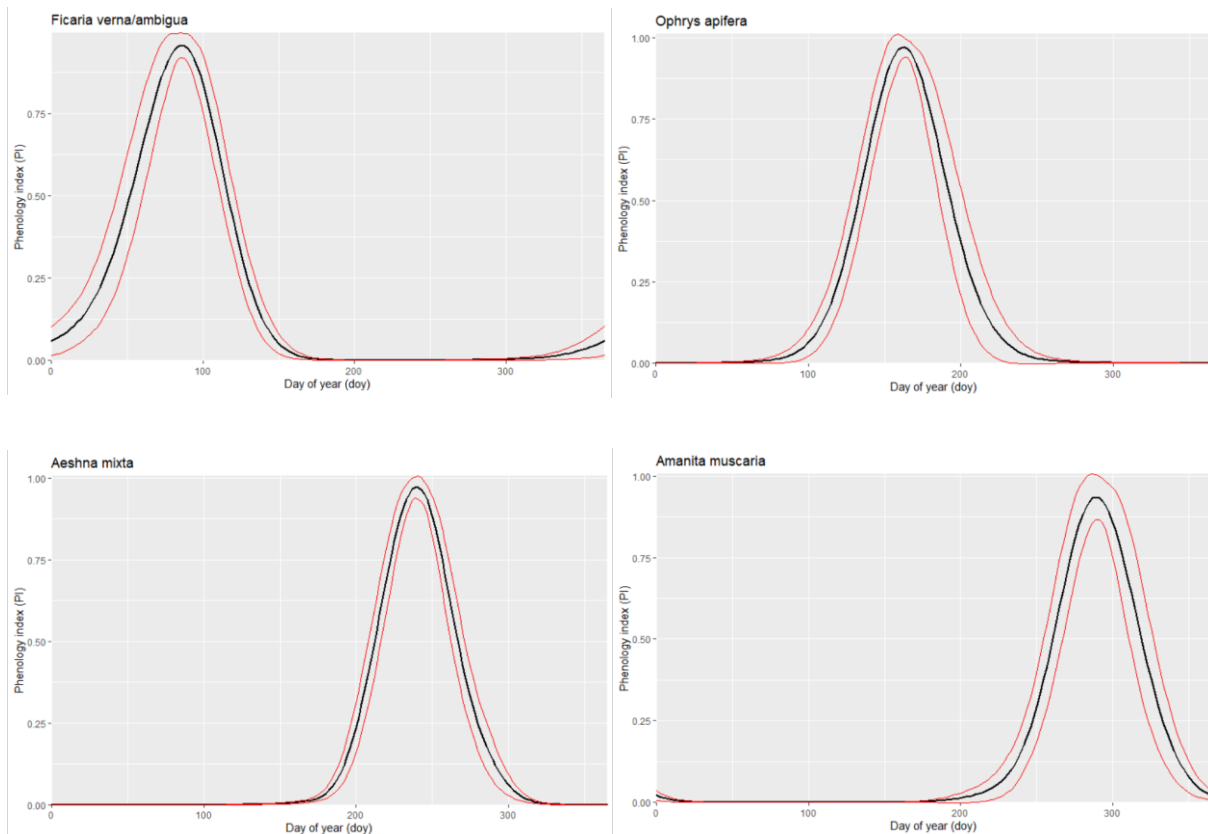 Ficaria verna/ambigua
Phenology index (PI)
0.75
0.50
0.25
0.00
0
100
200
300
Day of year (doy)
Ophrys apifera
Phenology index (PI)
1.00
0.75
0.50
0.25
0.00
0
100
200
300
Day of year (doy)
Aeshna mixta
Phenology index (PI)
1.00
0.75
0.50
0.25
0.00
0
100
200
300
Day of year (doy)
Amanita muscaria
Phenology index (PI)
1.00
0.75
0.50
0.25
0.00
0
100
200
300
Day of year (doy)